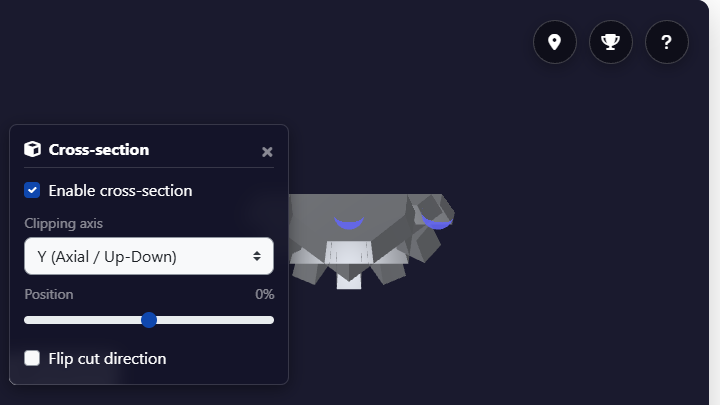 ?
Cross-section
Enable cross-section
Clipping axis
Y (Axial / Up-Down)
Position 0%
Flip cut direction